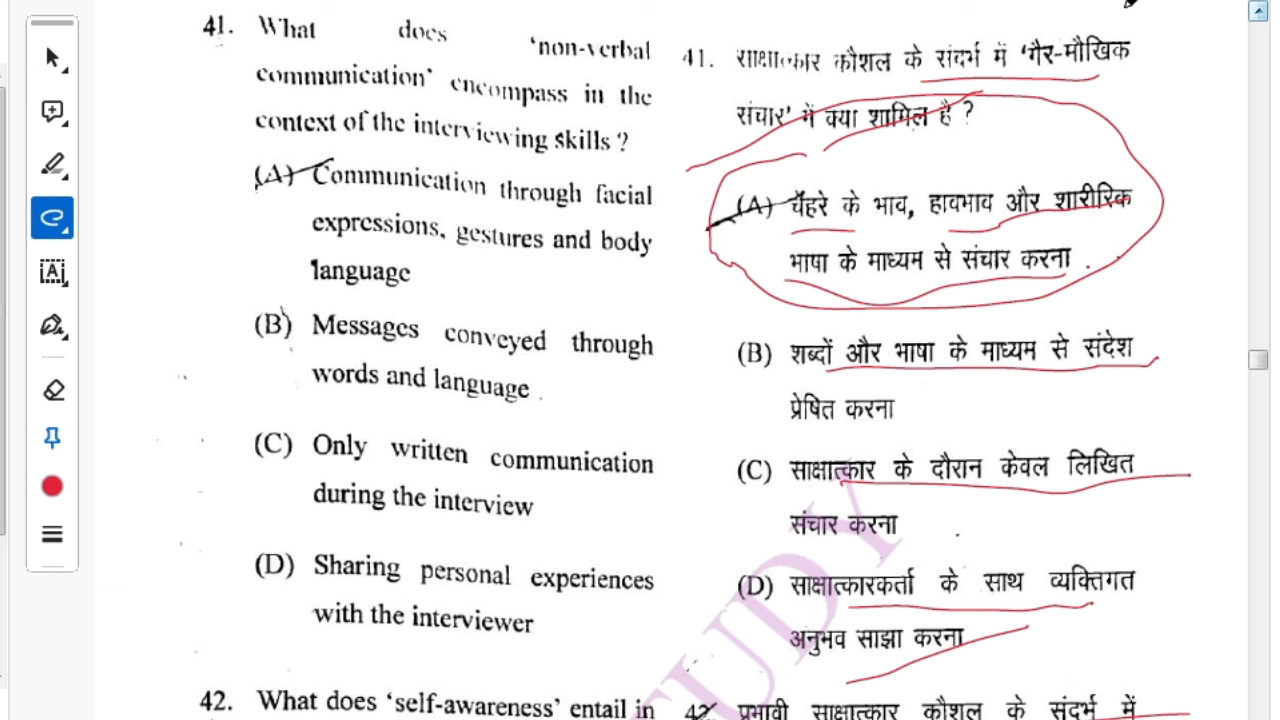 41. What does 'non-verbal
communication' encompass in the
context of the interviewing skills ?
(A) Communication through facial
expressions, gestures and body
language
(B) Messages conveyed through
words and language .
(C) Only written communication
during the interview
(D) Sharing personal experiences
with the interviewer
42. What does 'self-awareness' entail in
41. साक्षात्कार कौशल के संदर्भ में 'गैर-मौखिक
संचार' में क्या शामिल है ?
(A) चेहरे के भाव, हावभाव और शारीरिक
भाषा के माध्यम से संचार करना .
(B) शब्दों और भाषा के माध्यम से संदेश
प्रेषित करना
(C) साक्षात्कार के दौरान केवल लिखित
संचार करना
(D) साक्षात्कारकर्ता के साथ व्यक्तिगत
अनुभव साझा करना
42. प्रभावी साक्षात्कार कौशल के संदर्भ में
TUDY